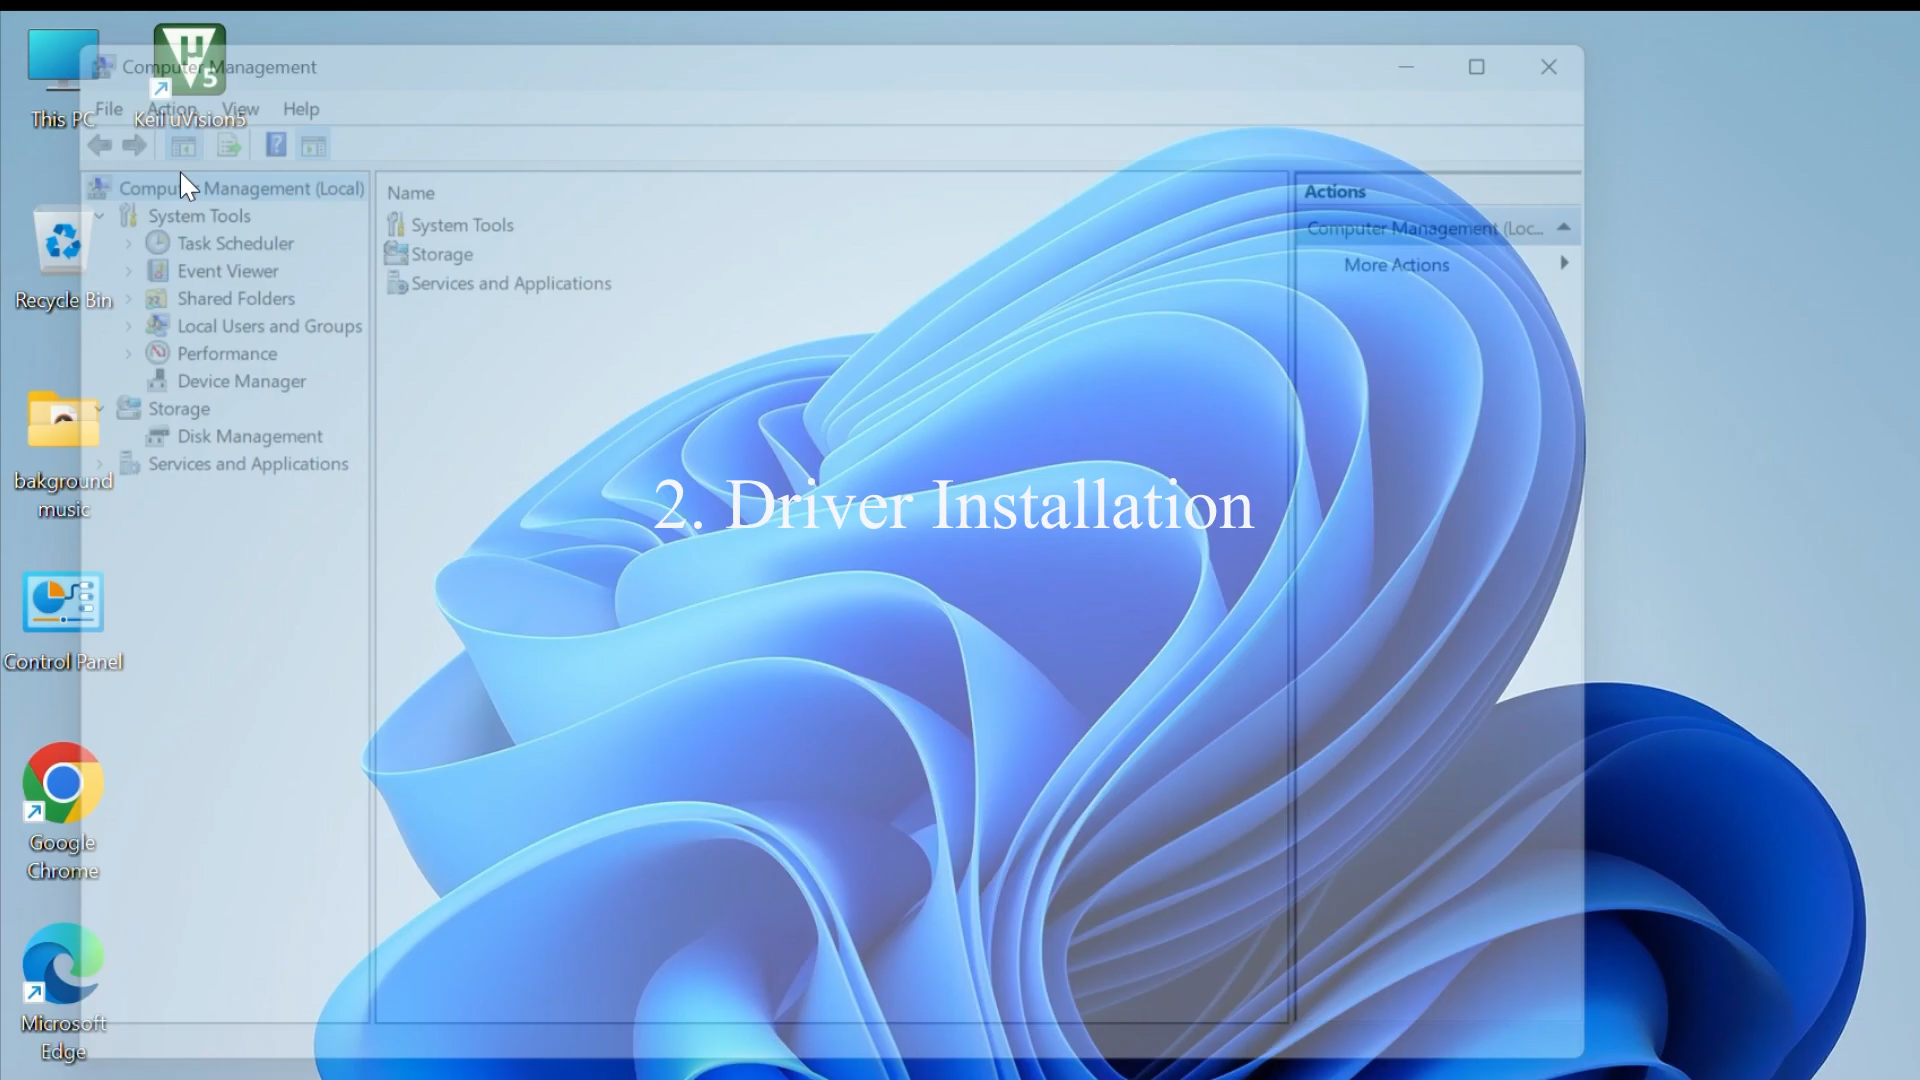 This PC
Keil uVision5
Recycle Bin
bakground
music
Control Panel
Google
Chrome
Microsoft
Edge
Computer Management
File Action View Help
Computer Management (Local)
System Tools
Task Scheduler
Event Viewer
Shared Folders
Local Users and Groups
Performance
Device Manager
Storage
Disk Management
Services and Applications
Name
System Tools
Storage
Services and Applications
Actions
Computer Management (Loc...
More Actions
2. Driver Installation